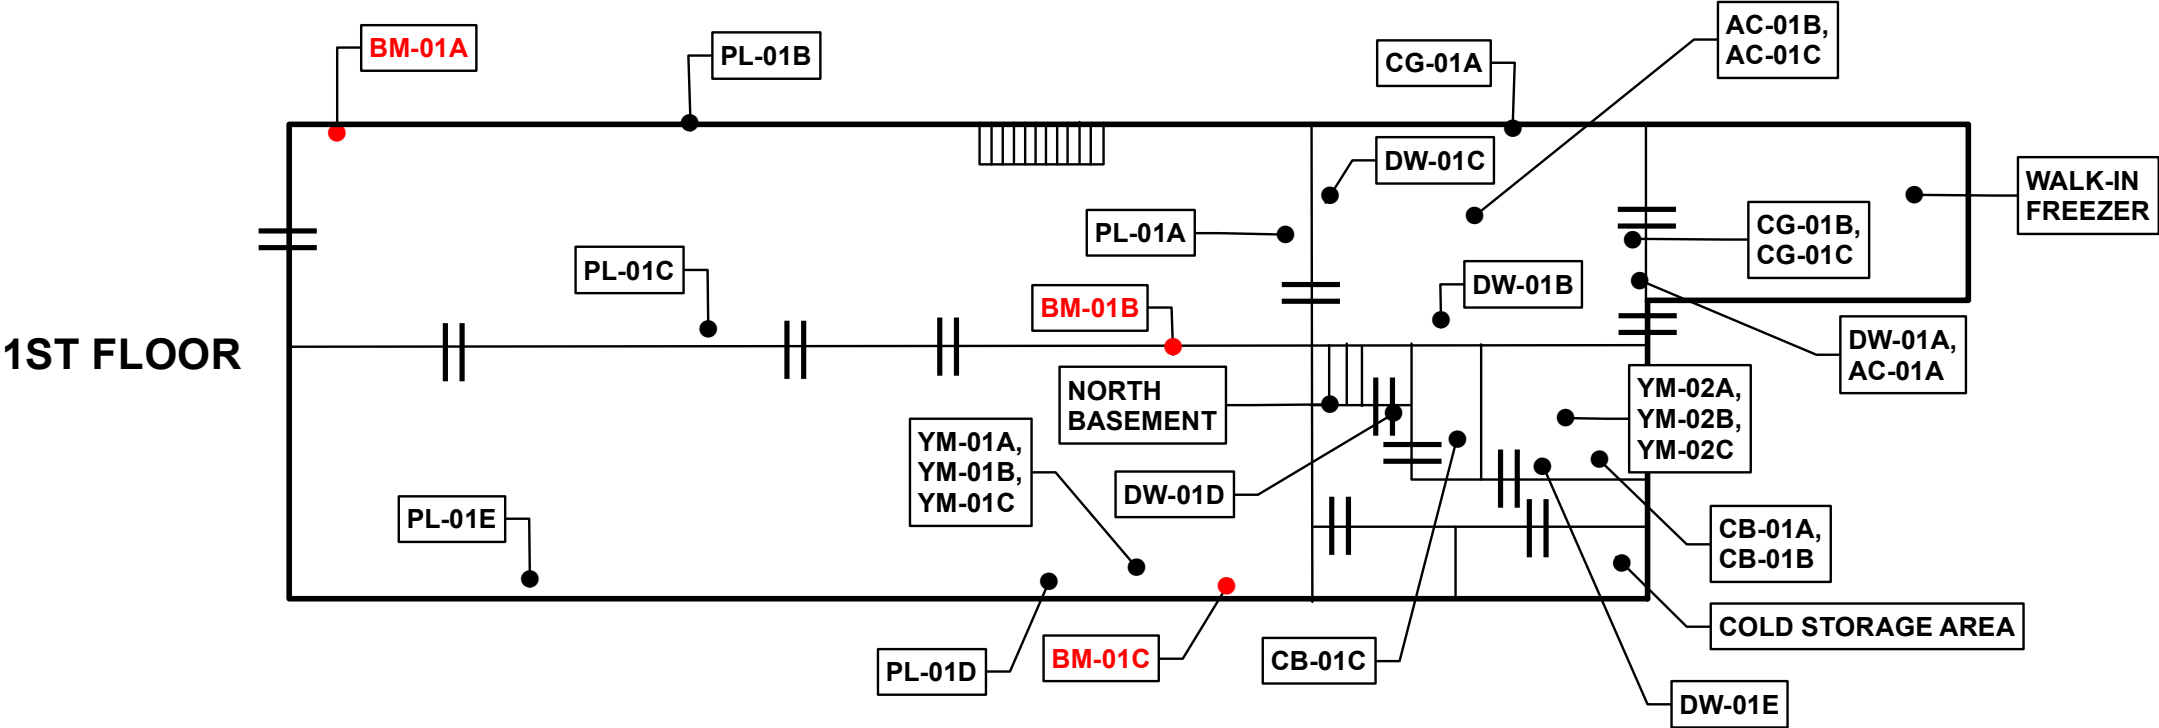 AC-01B,
AC-01C
BM-01A
PL-01B
CG-01A
DW-01C
WALK-IN
FREEZER
PL-01A
CG-01B,
CG-01C
PL-01C
DW-01B
BM-01B
1ST FLOOR
DW-01A,
AC-01A
NORTH
BASEMENT
YM-02A,
YM-02B,
YM-02C
YM-01A,
YM-01B,
YM-01C
DW-01D
PL-01E
CB-01A,
CB-01B
COLD STORAGE AREA
PL-01D
BM-01C
CB-01C
DW-01E